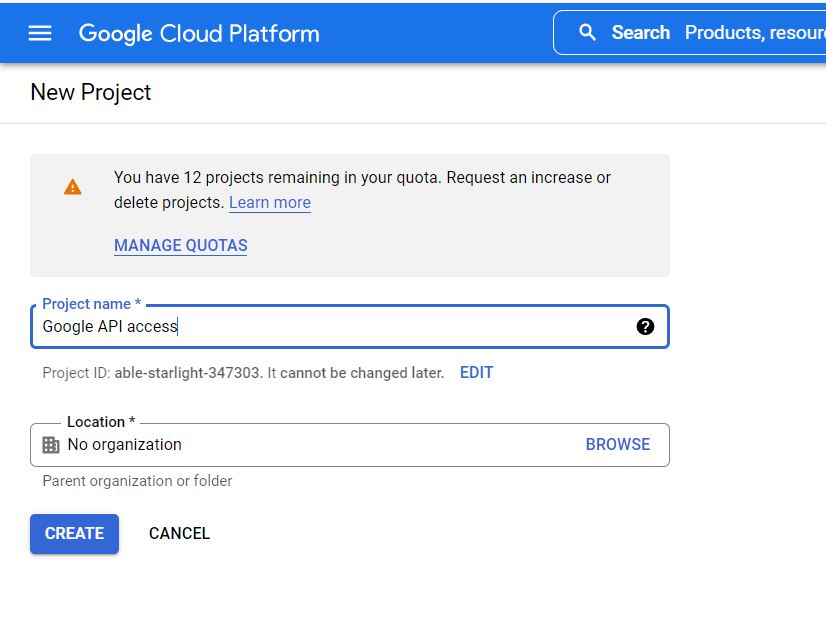 Google Cloud Platform
Search Products, resour
New Project
You have 12 projects remaining in your quota. Request an increase or
delete projects. Learn more
MANAGE QUOTAS
Project name *
Google API access
Project ID: able-starlight-347303. It cannot be changed later. EDIT
Location *
No organization BROWSE
Parent organization or folder
CREATE CANCEL